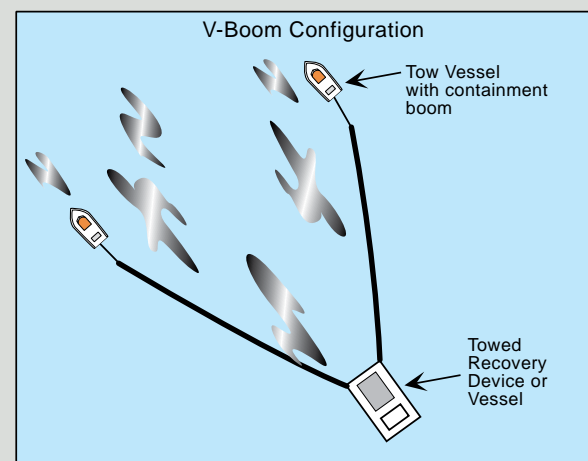 V-Boom Configuration
Tow Vessel
with containment
boom
Towed
Recovery
Device or
Vessel